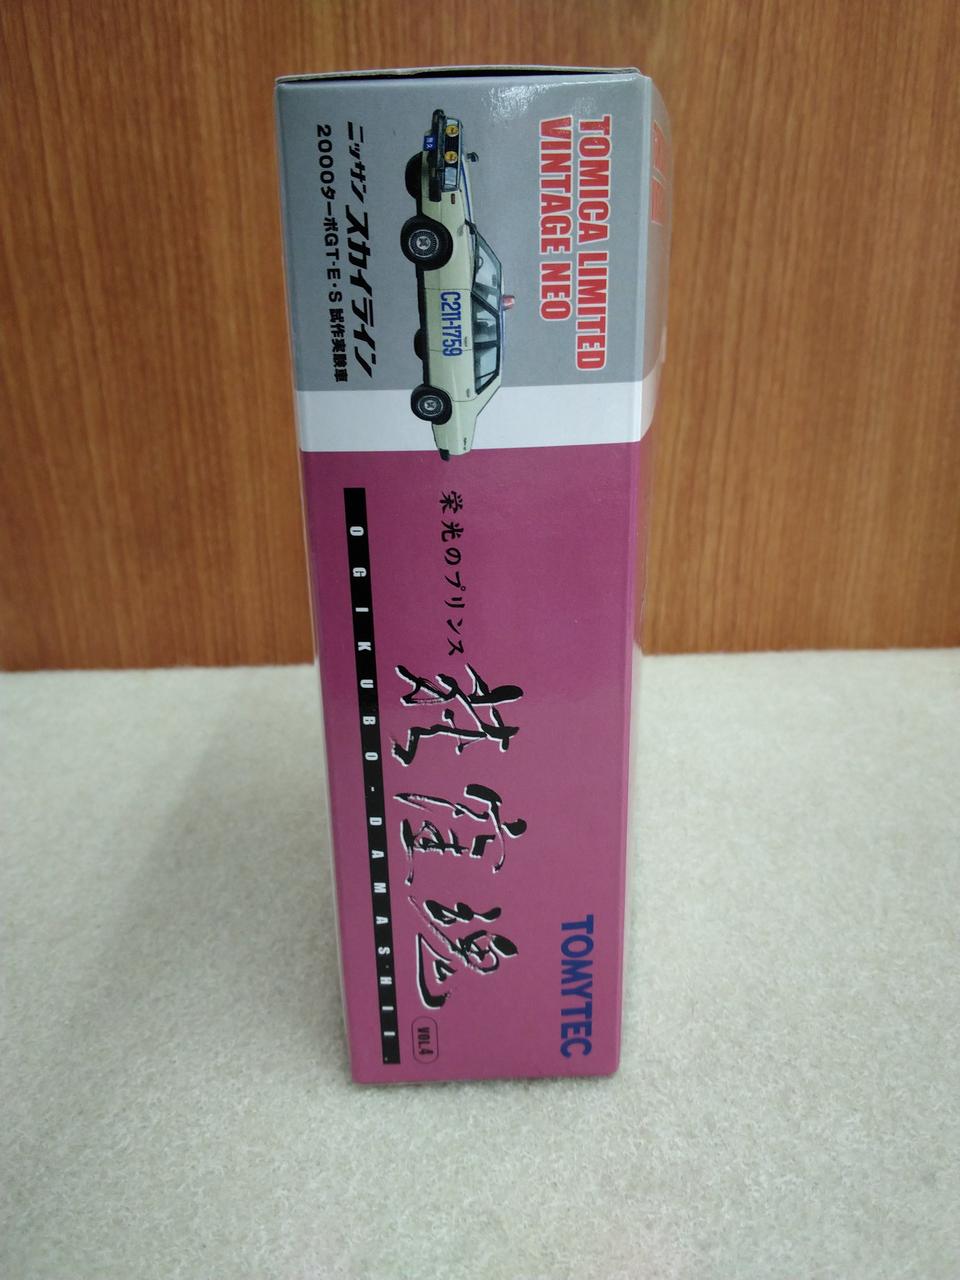 TOMICA LIMITED
VINTAGE NEO
C211-1759
ニッサン スカイライン
2000ターボGT・E・S 試作実験車
栄光のプリンス
荻窪魂
VOL.4
OGIKUBO-DAMASHII.
TOMYTEC